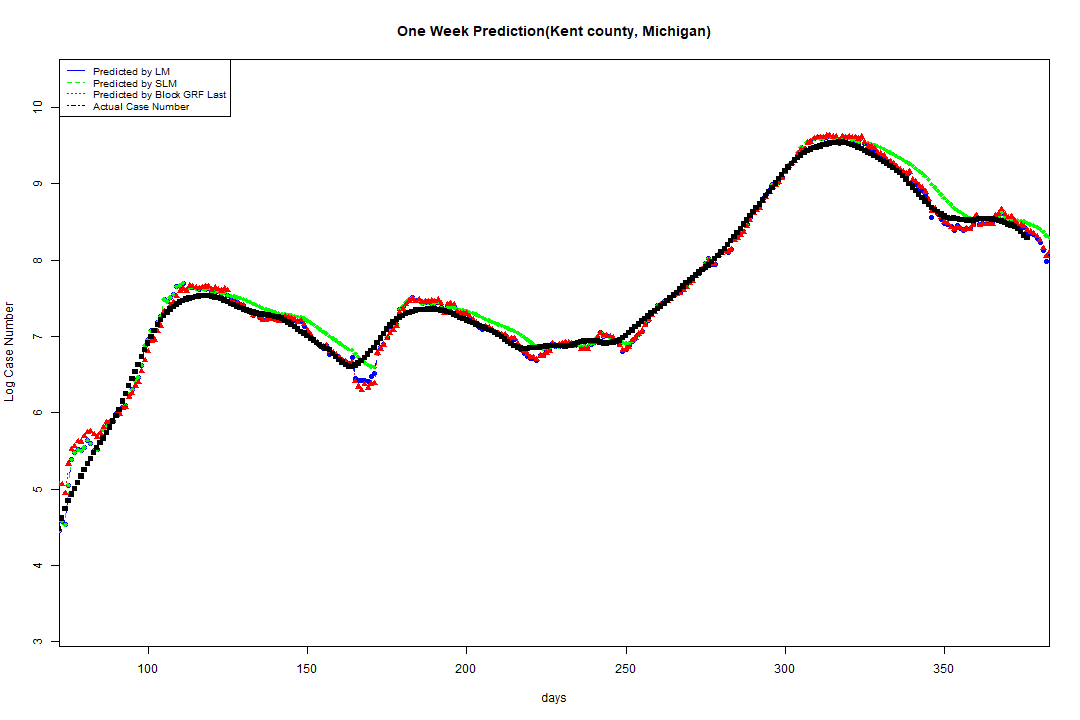 One Week Prediction(Kent county, Michigan)
Predicted by LM
Predicted by SLM
Predicted by Block GRF Last
Actual Case Number
10
9
8
7
6
5
4
3
Log Case Number
100 150 200 250 300 350
days